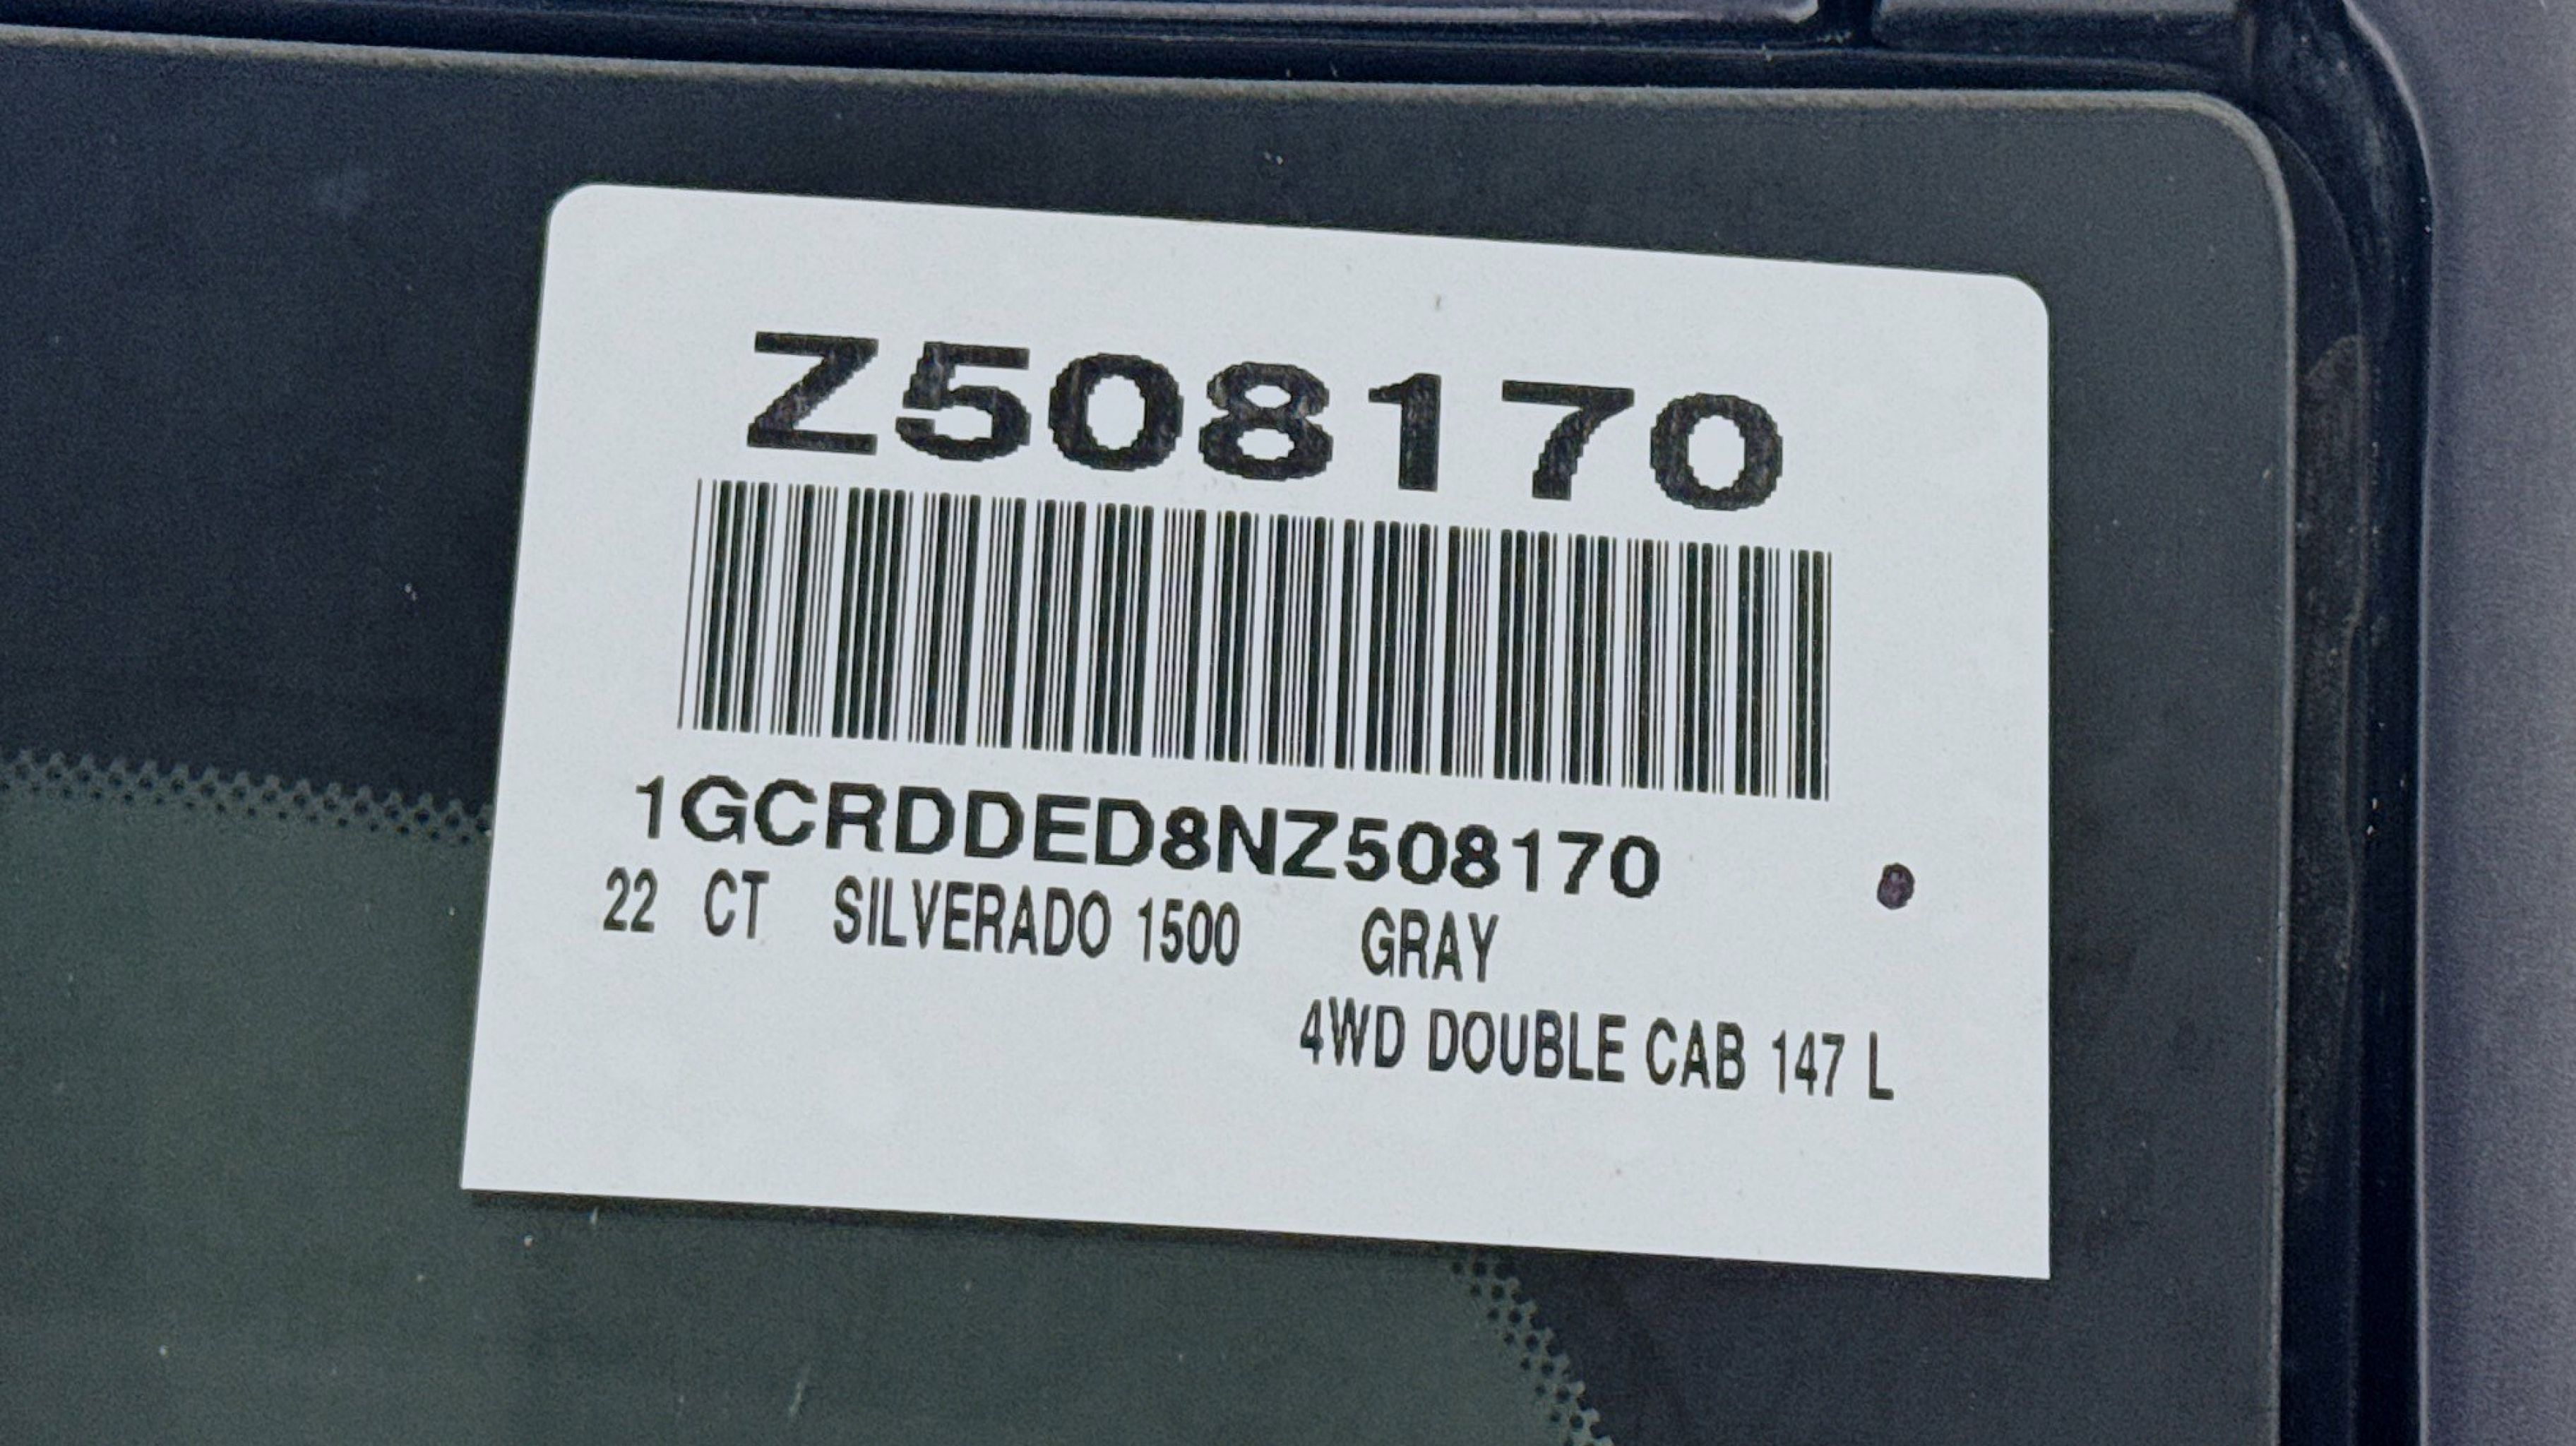 Z508170
1GCRDDED8NZ508170
22 CT SILVERADO 1500 GRAY
4WD DOUBLE CAB 147 L